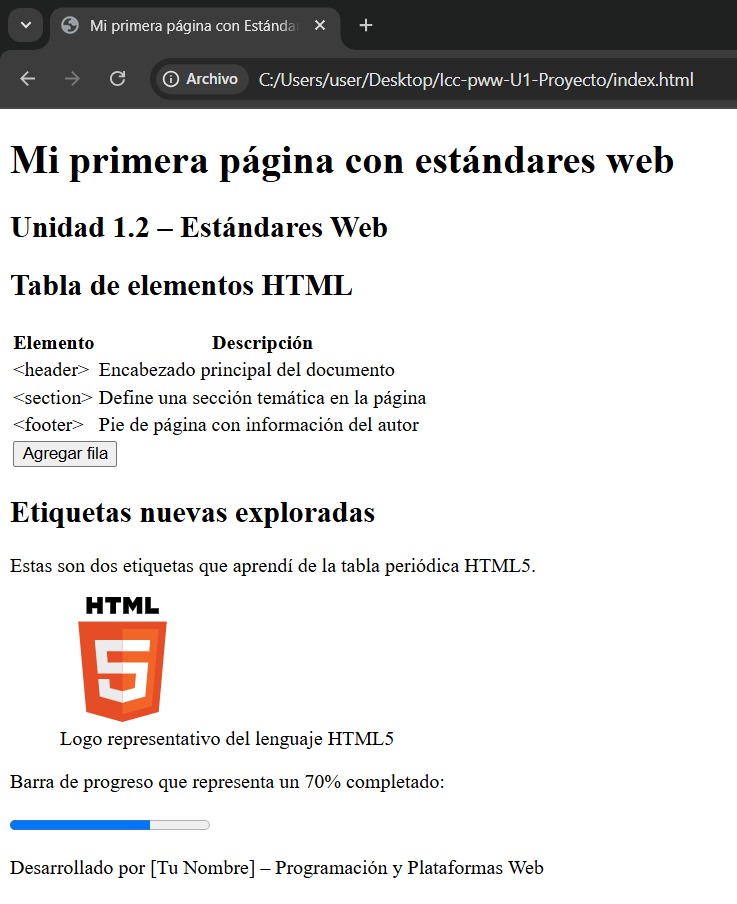 Mi primera página con Estánda
Archivo C:/Users/user/Desktop/Icc-pww-U1-Proyecto/index.html
Mi primera página con estándares web
Unidad 1.2 – Estándares Web
Tabla de elementos HTML
Elemento Descripción
<header> Encabezado principal del documento
<section> Define una sección temática en la página
<footer> Pie de página con información del autor
Agregar fila
Etiquetas nuevas exploradas
Estas son dos etiquetas que aprendí de la tabla periódica HTML5.
HTML
5
Logo representativo del lenguaje HTML5
Barra de progreso que representa un 70% completado:
Desarrollado por [Tu Nombre] – Programación y Plataformas Web